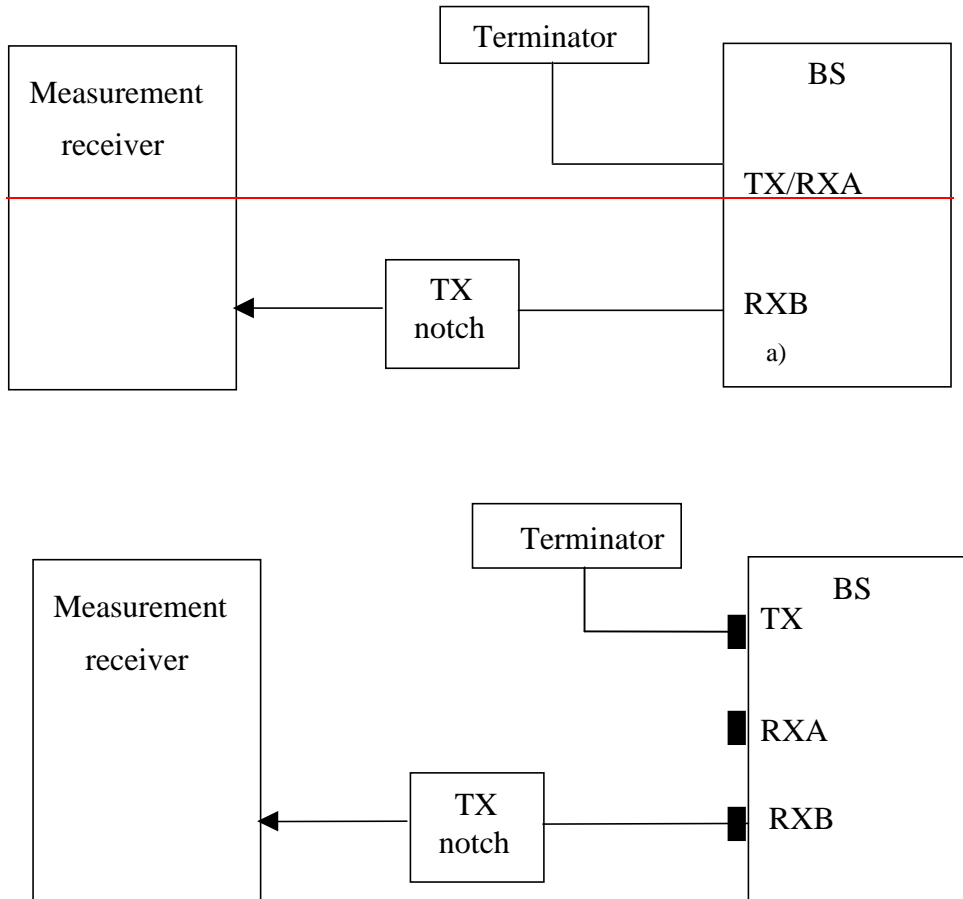 Terminator
BS
Measurement
receiver
TX/RXA
TX
notch
RXB
a)
Terminator
BS
Measurement
receiver
TX
RXA
TX
notch
RXB